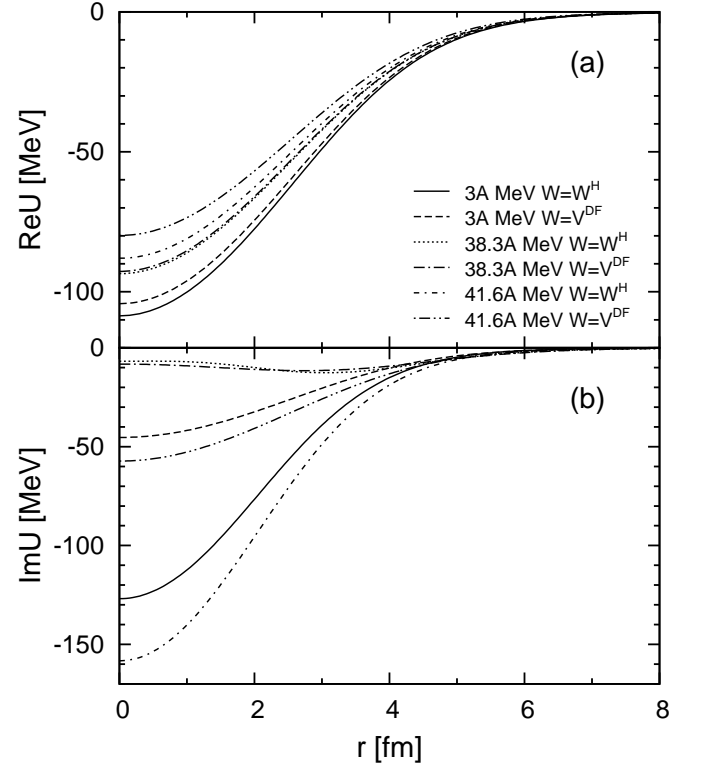 0
(a)
-50
ReU [MeV]
3A MeV W=W^H
3A MeV W=V^DF
38.3A MeV W=W^H
38.3A MeV W=V^DF
41.6A MeV W=W^H
41.6A MeV W=V^DF
-100
0
(b)
-50
ImU [MeV]
-100
-150
0 2 4 6 8
r [fm]